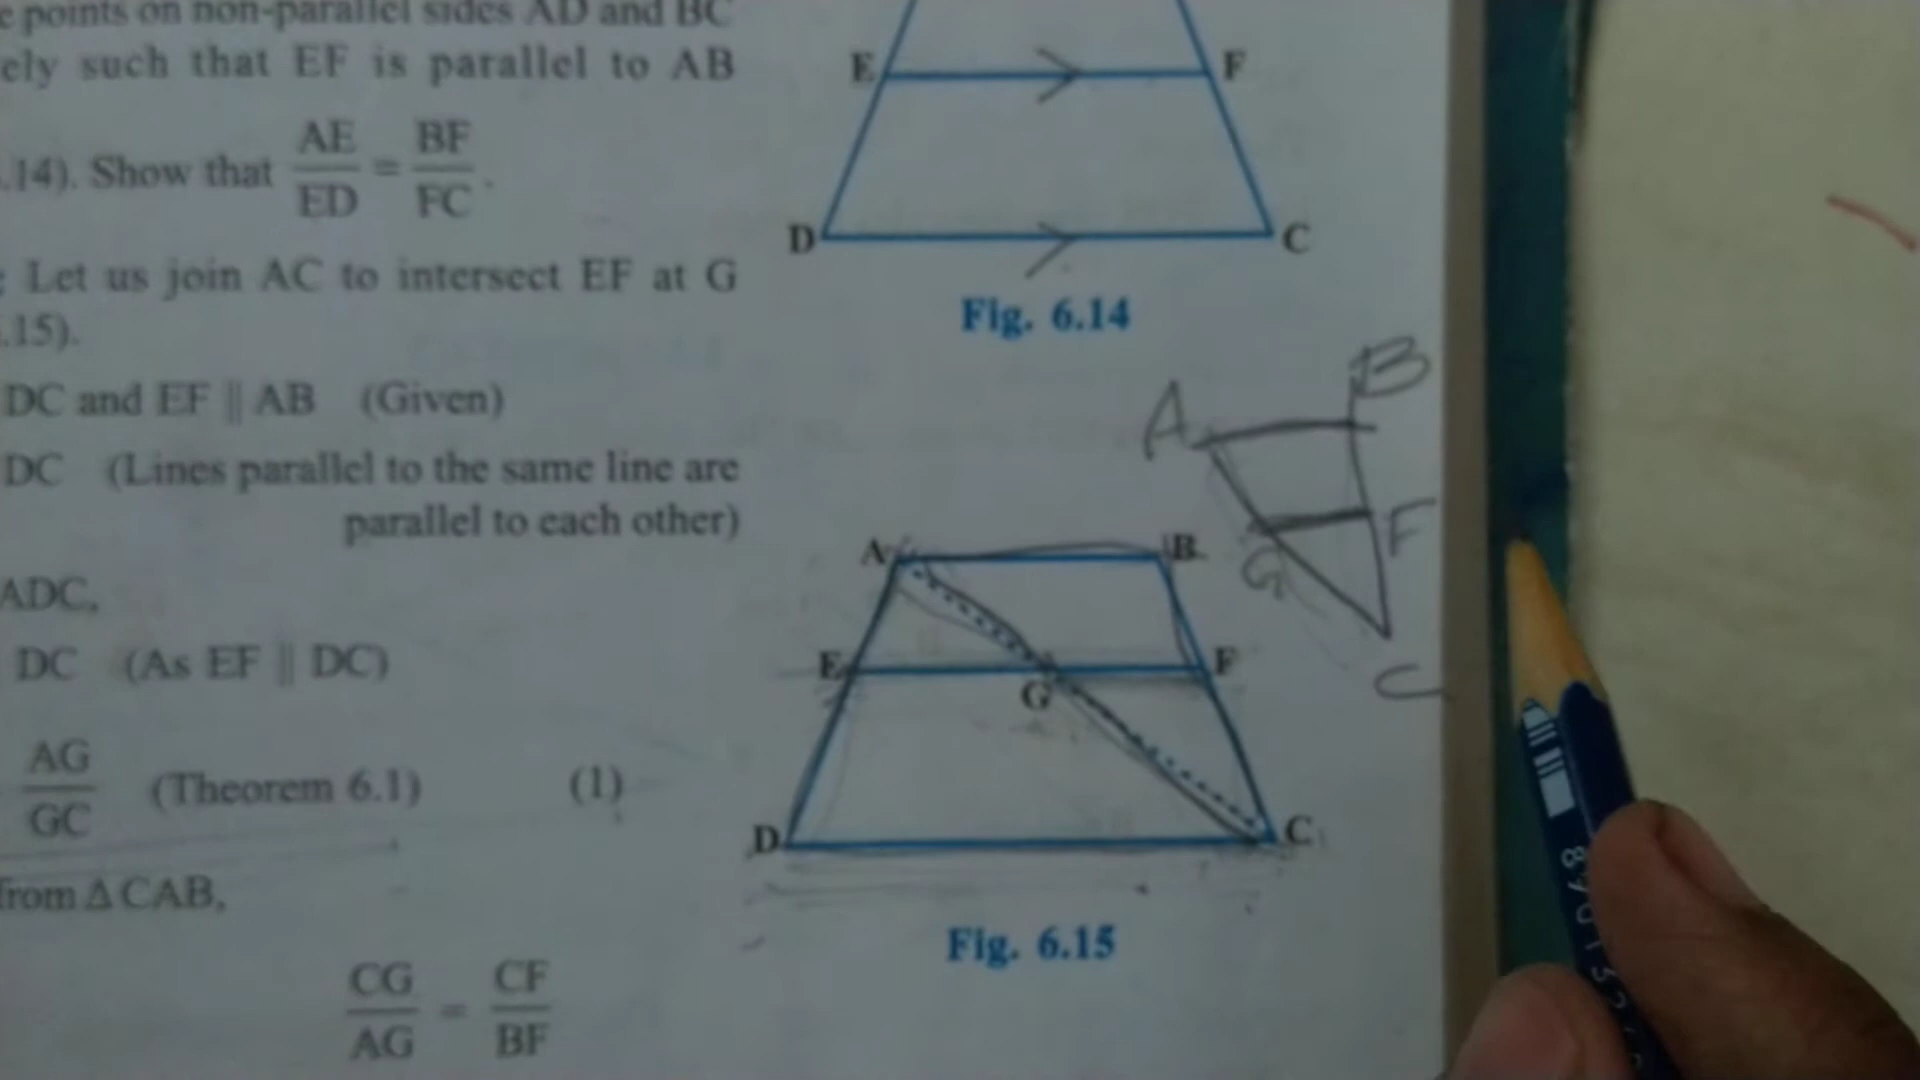 points on non-parallel sides AD and BC
ely such that EF is parallel to AB
.14). Show that AE/ED = BF/FC .
: Let us join AC to intersect EF at G
.15).
DC and EF || AB (Given)
DC (Lines parallel to the same line are
parallel to each other)
ADC,
DC (As EF || DC)
AG/GC (Theorem 6.1) (1)
from Δ CAB,
CG/AG = CF/BF
E F
D C
Fig. 6.14
A B
G F
C
A B
E G F
D C
Fig. 6.15